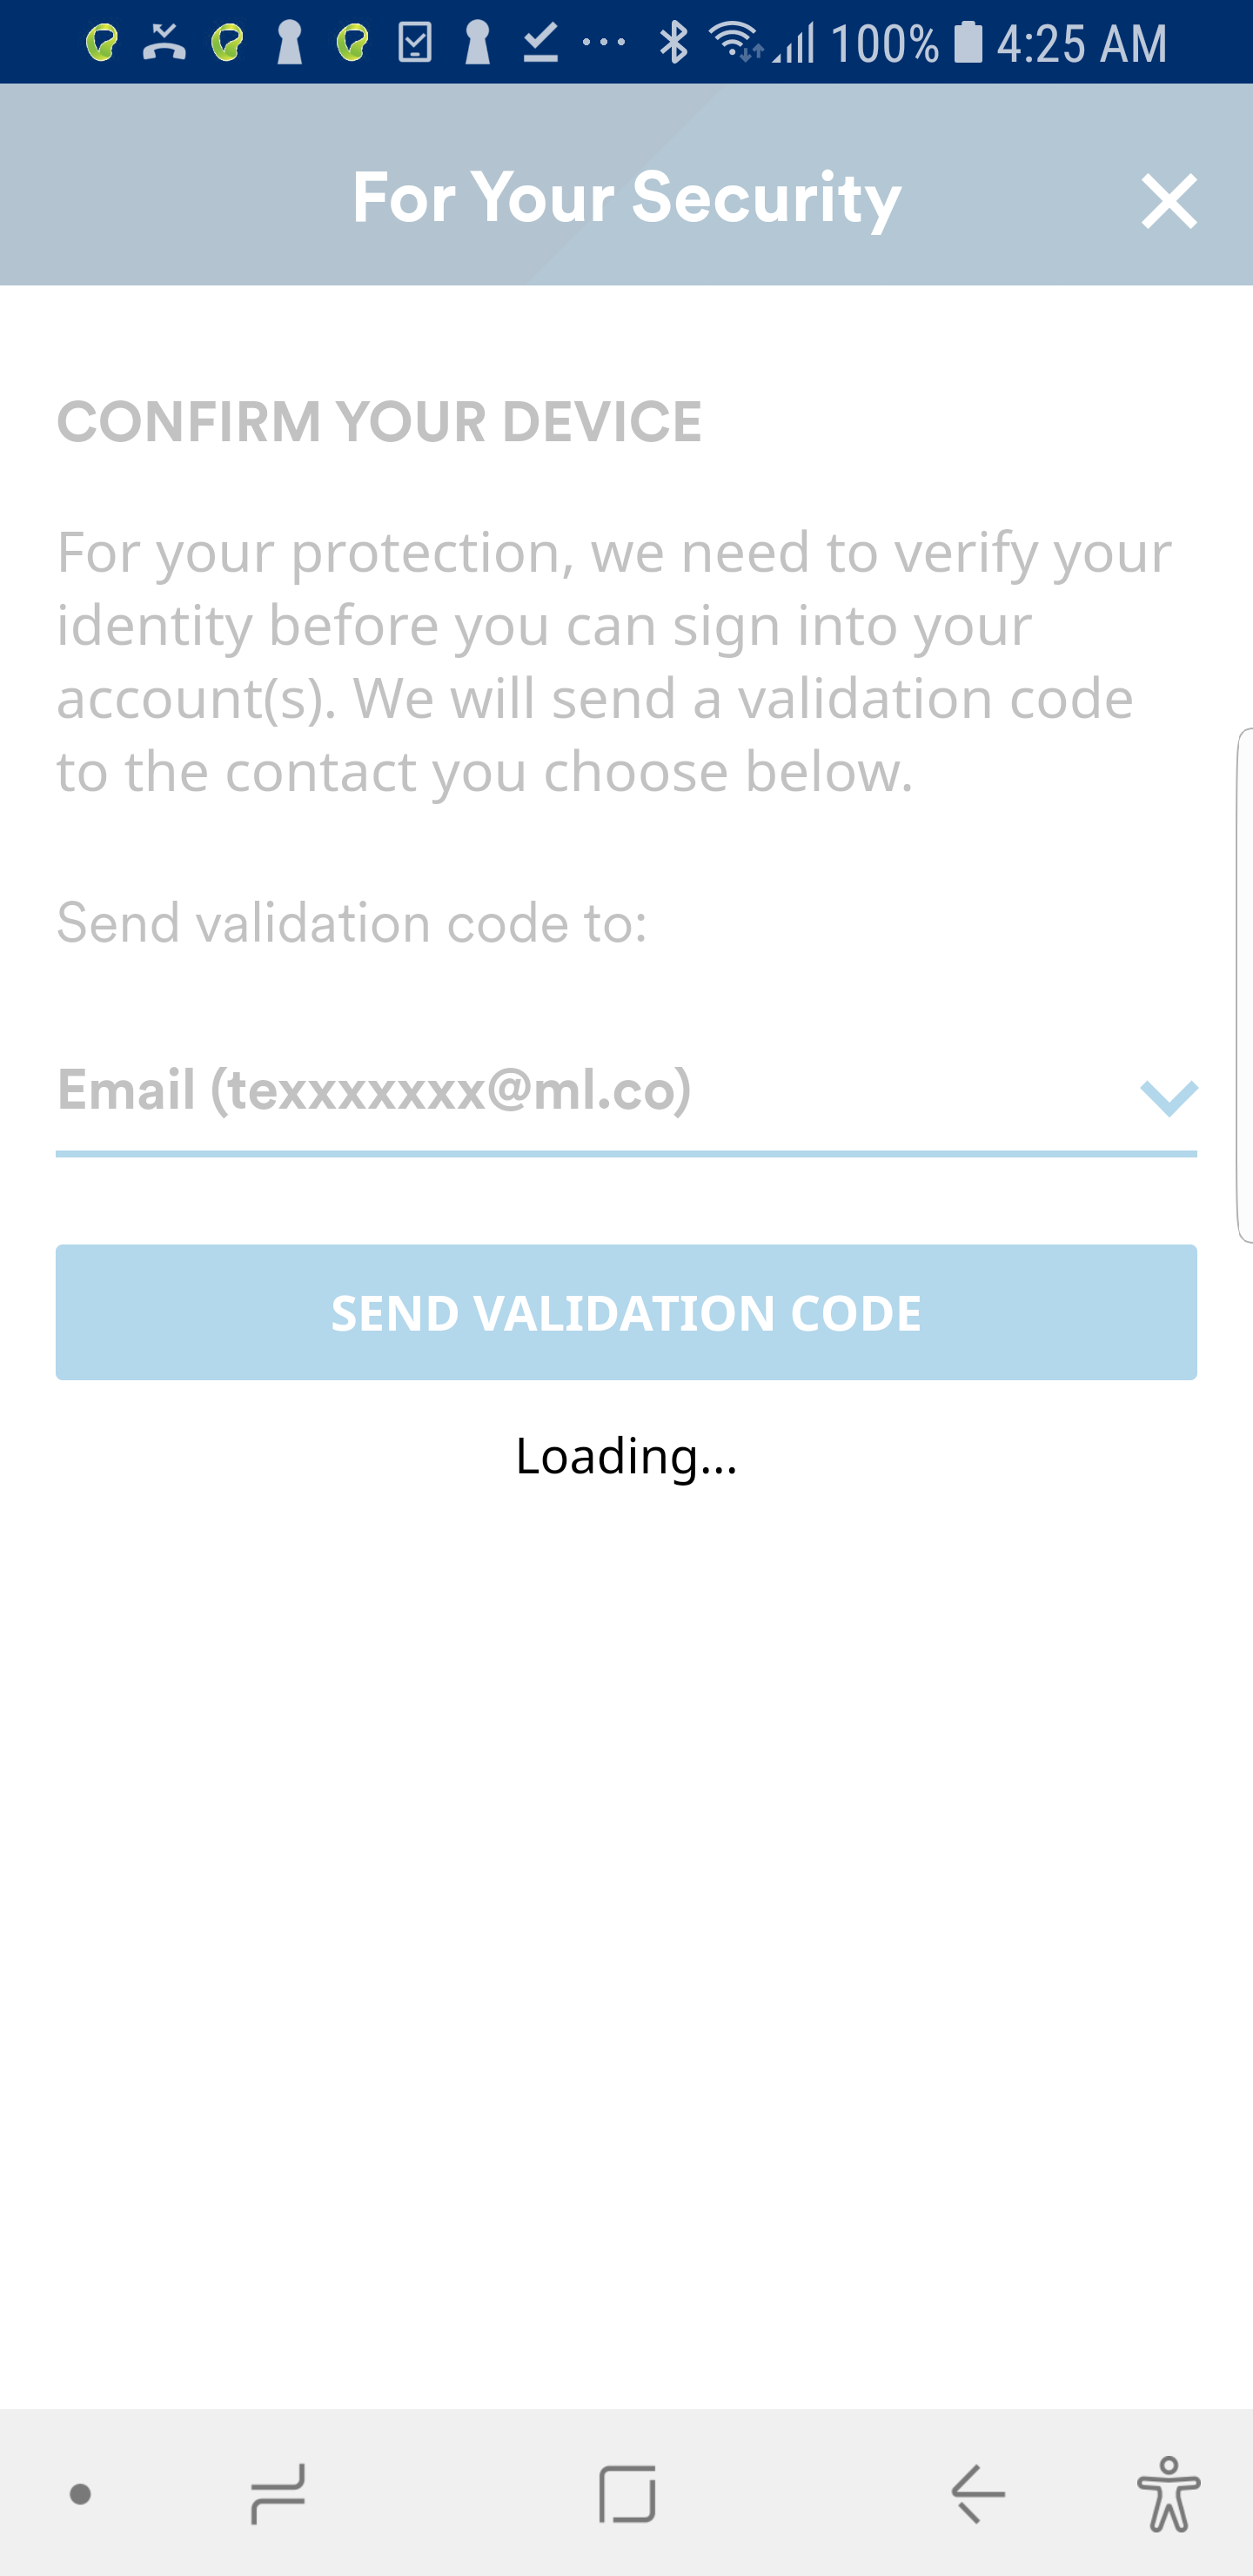 100% 4:25 AM
For Your Security
CONFIRM YOUR DEVICE
For your protection, we need to verify your
identity before you can sign into your
account(s). We will send a validation code
to the contact you choose below.
Send validation code to:
Email (texxxxxxx@ml.co)
SEND VALIDATION CODE
Loading...